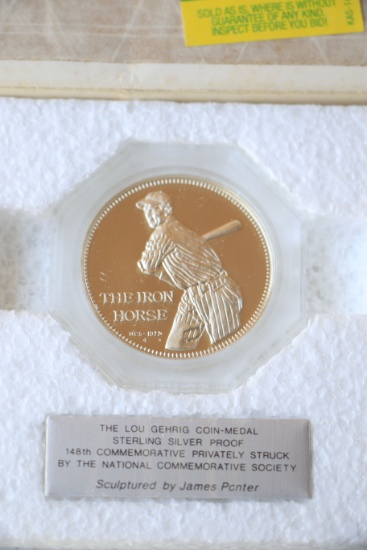 SOLD AS IS, WHERE IS WITHOUT
GUARANTEE OF ANY KIND.
INSPECT BEFORE YOU BID!
THE IRON
HORSE
THE LOU GEHRIG COIN-MEDAL
STERLING SILVER PROOF
148th COMMEMORATIVE PRIVATELY STRUCK
BY THE NATIONAL COMMEMORATIVE SOCIETY
Sculptured by James Ponter